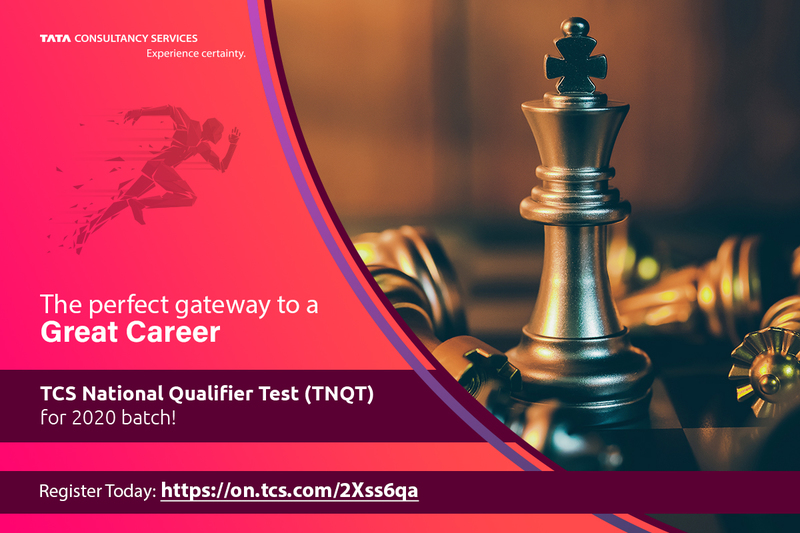 TATA CONSULTANCY SERVICES
Experience certainty.
The perfect gateway to a
Great Career
TCS National Qualifier Test (TNQT)
for 2020 batch!
Register Today: https://on.tcs.com/2Xss6qa